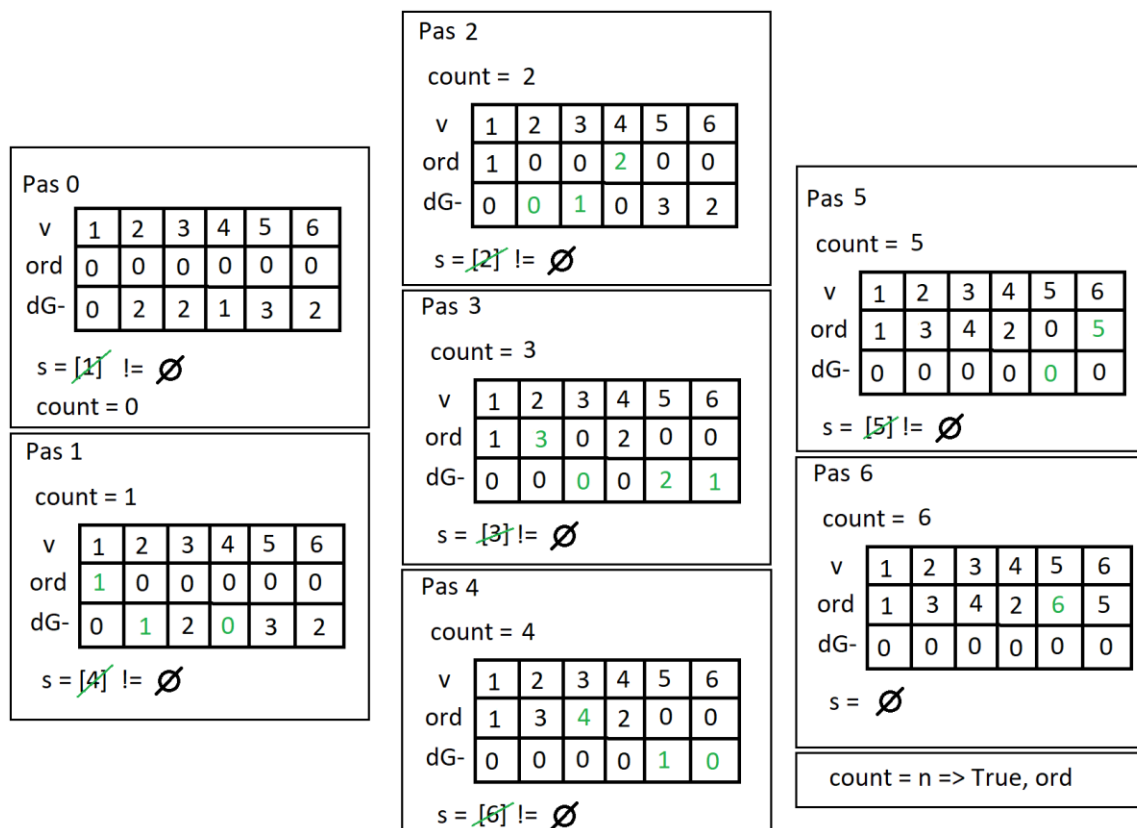 Pas 0
v 1 2 3 4 5 6
ord 0 0 0 0 0 0
dG- 0 2 2 1 3 2
s = [1] != Ø
count = 0
Pas 1
count = 1
v 1 2 3 4 5 6
ord 1 0 0 0 0 0
dG- 0 1 2 0 3 2
s = [4] != Ø
Pas 2
count = 2
v 1 2 3 4 5 6
ord 1 0 0 2 0 0
dG- 0 0 1 0 3 2
s = [2] != Ø
Pas 3
count = 3
v 1 2 3 4 5 6
ord 1 3 0 2 0 0
dG- 0 0 0 0 2 1
s = [3] != Ø
Pas 4
count = 4
v 1 2 3 4 5 6
ord 1 3 4 2 0 0
dG- 0 0 0 0 1 0
s = [6] != Ø
Pas 5
count = 5
v 1 2 3 4 5 6
ord 1 3 4 2 0 5
dG- 0 0 0 0 0 0
s = [5] != Ø
Pas 6
count = 6
v 1 2 3 4 5 6
ord 1 3 4 2 6 5
dG- 0 0 0 0 0 0
s = Ø
count = n => True, ord